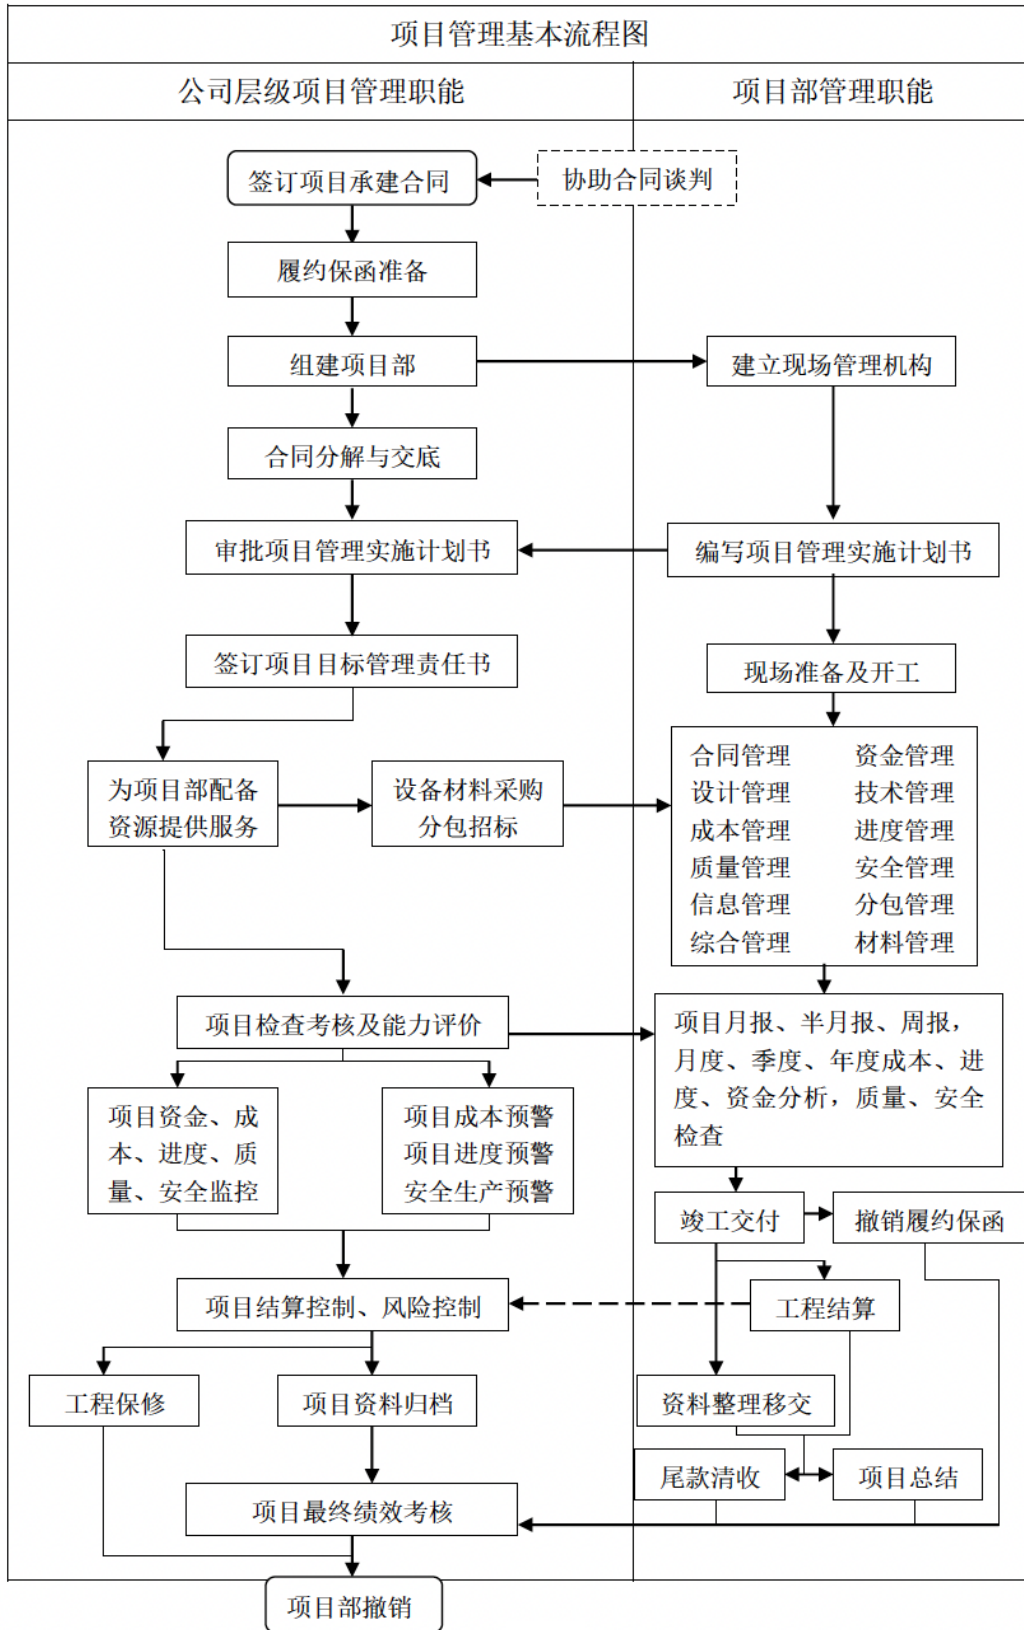 项目管理基本流程图
公司层级项目管理职能
项目部管理职能
签订项目承建合同
协助合同谈判
履约保函准备
组建项目部
建立现场管理机构
合同分解与交底
审批项目管理实施计划书
编写项目管理实施计划书
签订项目目标管理责任书
现场准备及开工
为项目部配备
资源提供服务
设备材料采购
分包招标
合同管理 资金管理
设计管理 技术管理
成本管理 进度管理
质量管理 安全管理
信息管理 分包管理
综合管理 材料管理
项目检查考核及能力评价
项目月报、半月报、周报，
月度、季度、年度成本、进
度、资金分析，质量、安全
检查
项目资金、成
本、进度、质
量、安全监控
项目成本预警
项目进度预警
安全生产预警
竣工交付
撤销履约保函
项目结算控制、风险控制
工程结算
工程保修
项目资料归档
资料整理移交
尾款清收
项目总结
项目最终绩效考核
项目部撤销